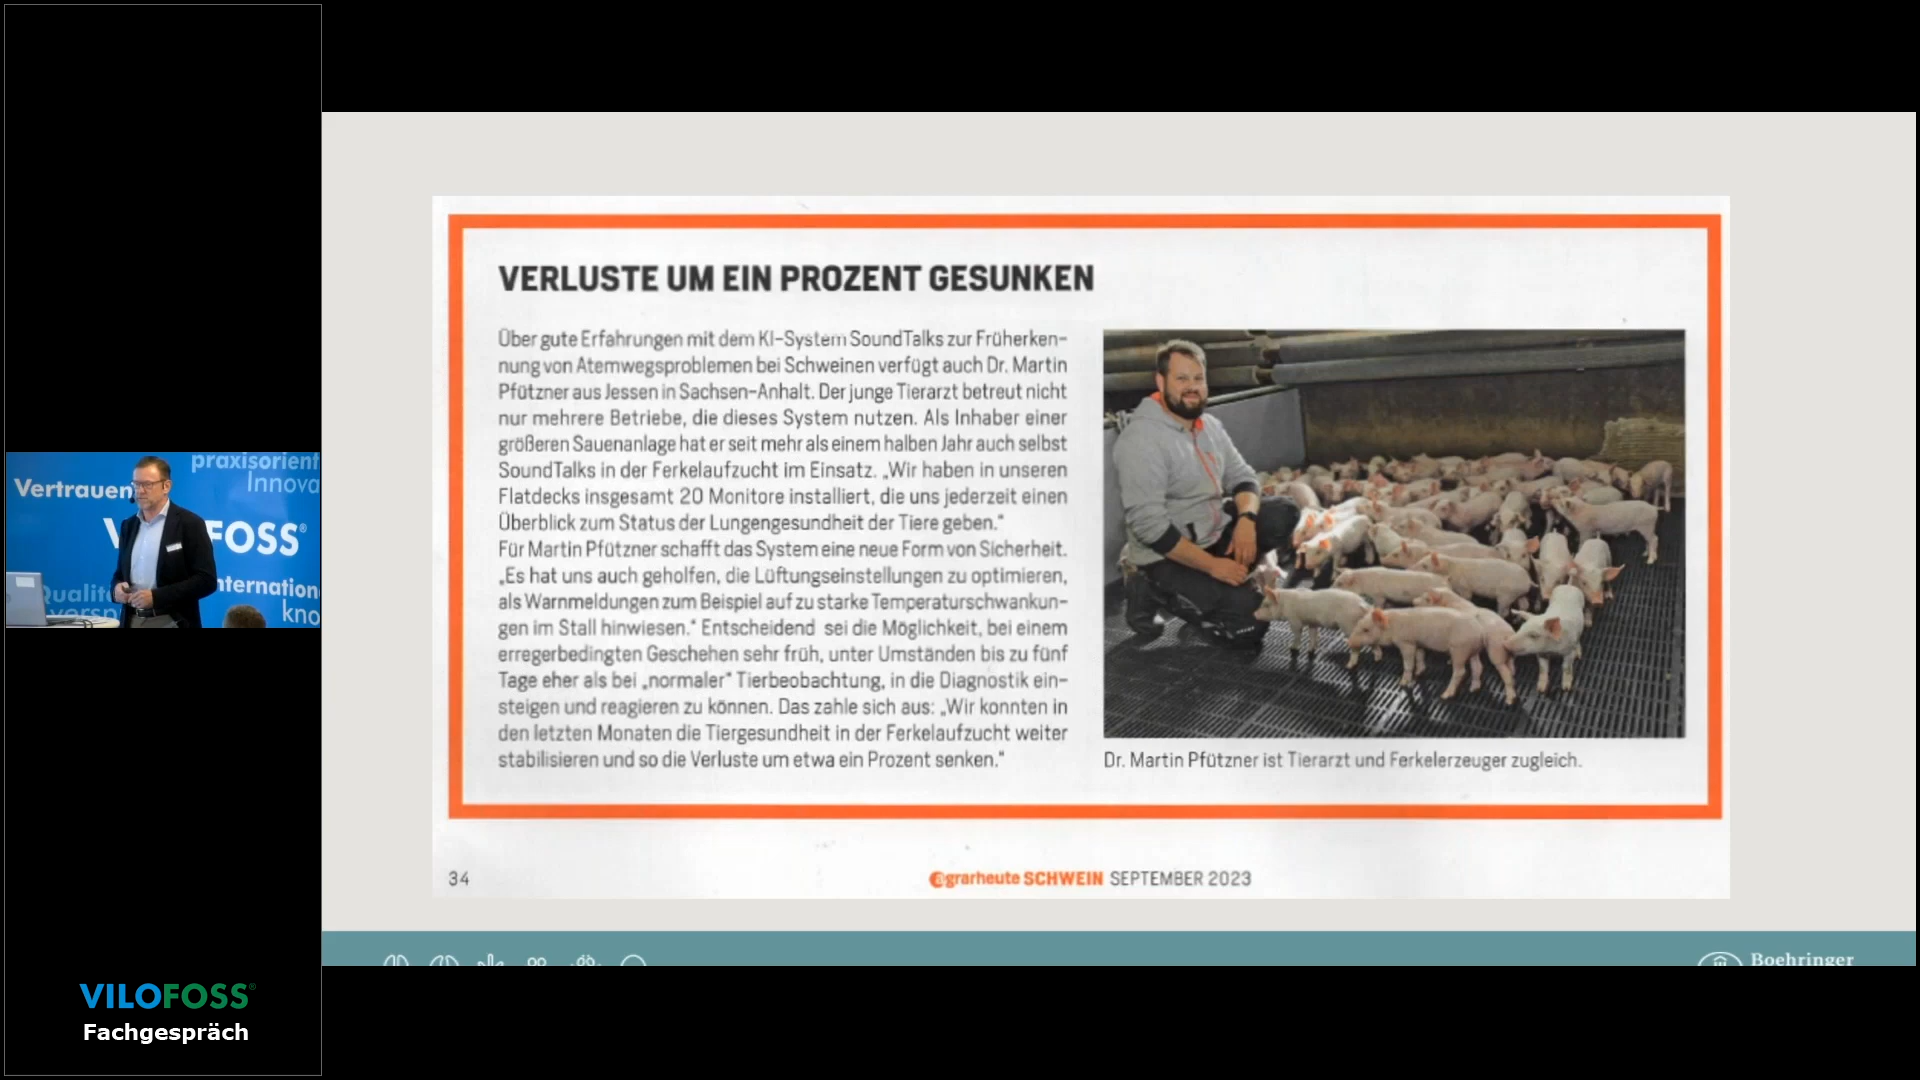 praxisorient
Innova
Vertrauen
V
FOSS®
Qualit
nternation
versp
kno
VILOFOSS®
Fachgespräch
VERLUSTE UM EIN PROZENT GESUNKEN
Über gute Erfahrungen mit dem KI-System SoundTalks zur Früherken-
nung von Atemwegsproblemen bei Schweinen verfügt auch Dr. Martin
Pfützner aus Jessen in Sachsen-Anhalt. Der junge Tierarzt betreut nicht
nur mehrere Betriebe, die dieses System nutzen. Als Inhaber einer
größeren Sauenanlage hat er seit mehr als einem halben Jahr auch selbst
SoundTalks in der Ferkelaufzucht im Einsatz. „Wir haben in unseren
Flatdecks insgesamt 20 Monitore installiert, die uns jederzeit einen
Überblick zum Status der Lungengesundheit der Tiere geben.“
Für Martin Pfützner schafft das System eine neue Form von Sicherheit.
„Es hat uns auch geholfen, die Lüftungseinstellungen zu optimieren,
als Warnmeldungen zum Beispiel auf zu starke Temperaturschwankun-
gen im Stall hinwiesen.“ Entscheidend sei die Möglichkeit, bei einem
erregerbedingten Geschehen sehr früh, unter Umständen bis zu fünf
Tage eher als bei „normaler“ Tierbeobachtung, in die Diagnostik ein-
steigen und reagieren zu können. Das zahle sich aus: „Wir konnten in
den letzten Monaten die Tiergesundheit in der Ferkelaufzucht weiter
stabilisieren und so die Verluste um etwa ein Prozent senken.“
Dr. Martin Pfützner ist Tierarzt und Ferkelerzeuger zugleich.
34
agrarheute SCHWEIN SEPTEMBER 2023
Boehringer